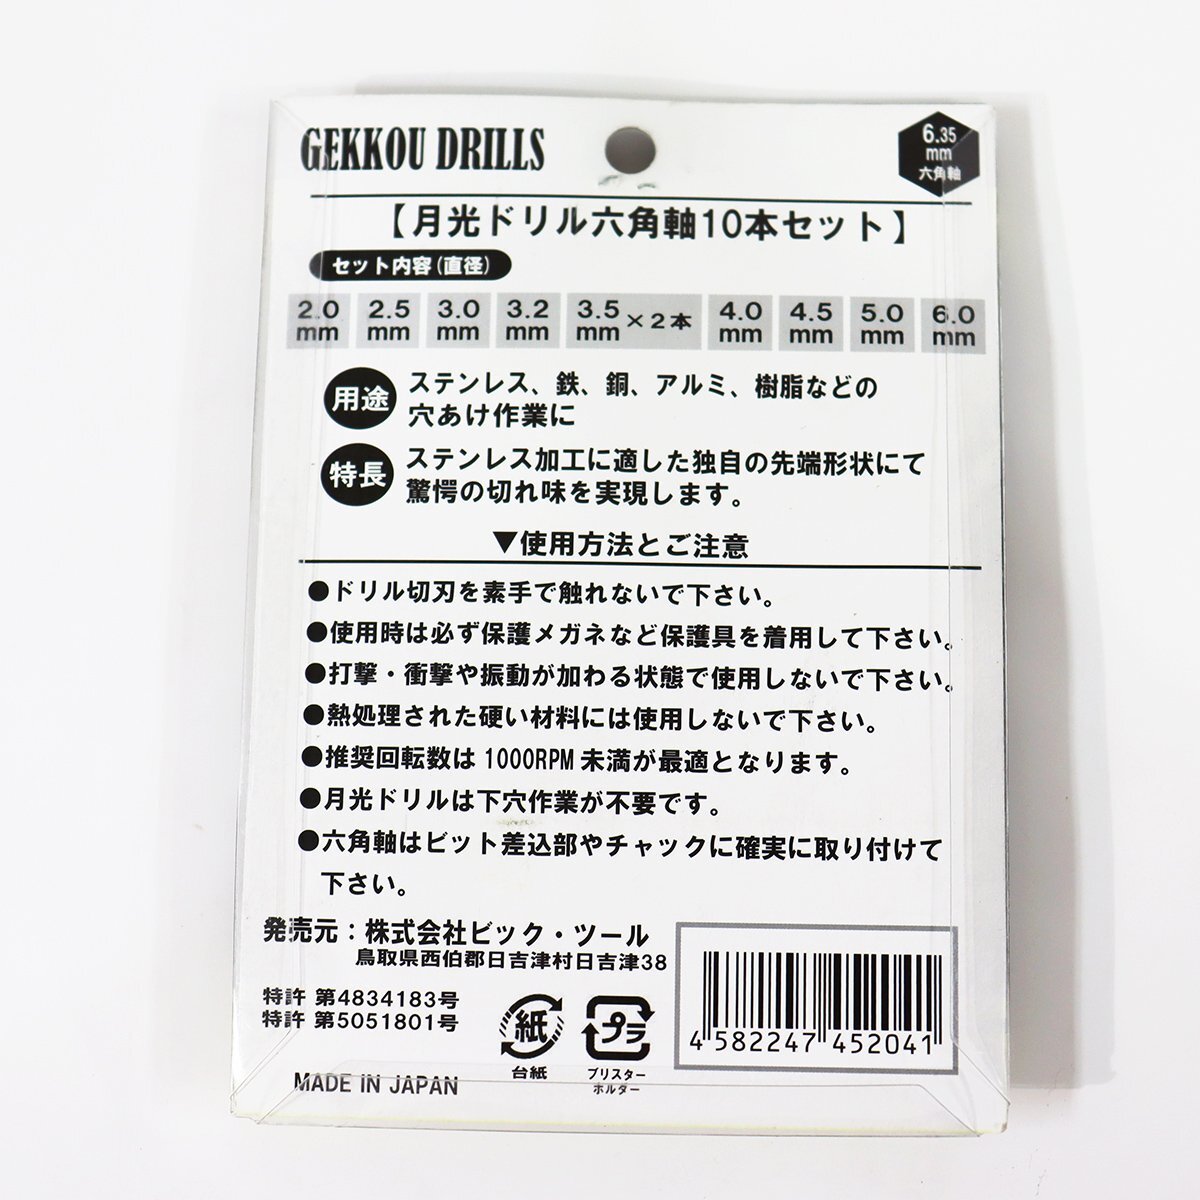 GEKKOU DRILLS
6.35
mm
六角軸
【月光ドリル六角軸10本セット】
セット内容(直径)
2.0 2.5 3.0 3.2 3.5 ×2本 4.0 4.5 5.0 6.0
mm mm mm mm mm mm mm mm mm
用途 ステンレス、鉄、銅、アルミ、樹脂などの
穴あけ作業に
特長 ステンレス加工に適した独自の先端形状にて
驚愕の切れ味を実現します。
▼使用方法とご注意
●ドリル切刃を素手で触れないで下さい。
●使用時は必ず保護メガネなど保護具を着用して下さい。
●打撃・衝撃や振動が加わる状態で使用しないで下さい。
●熱処理された硬い材料には使用しないで下さい。
●推奨回転数は1000RPM未満が最適となります。
●月光ドリルは下穴作業が不要です。
●六角軸はビット差込部やチャックに確実に取り付けて
下さい。
発売元：株式会社ビック・ツール
鳥取県西伯郡日吉津村日吉津38
特許 第4834183号
特許 第5051801号
紙
台紙
プラ
ブリスター
ホルダー
4 582247 452041
MADE IN JAPAN